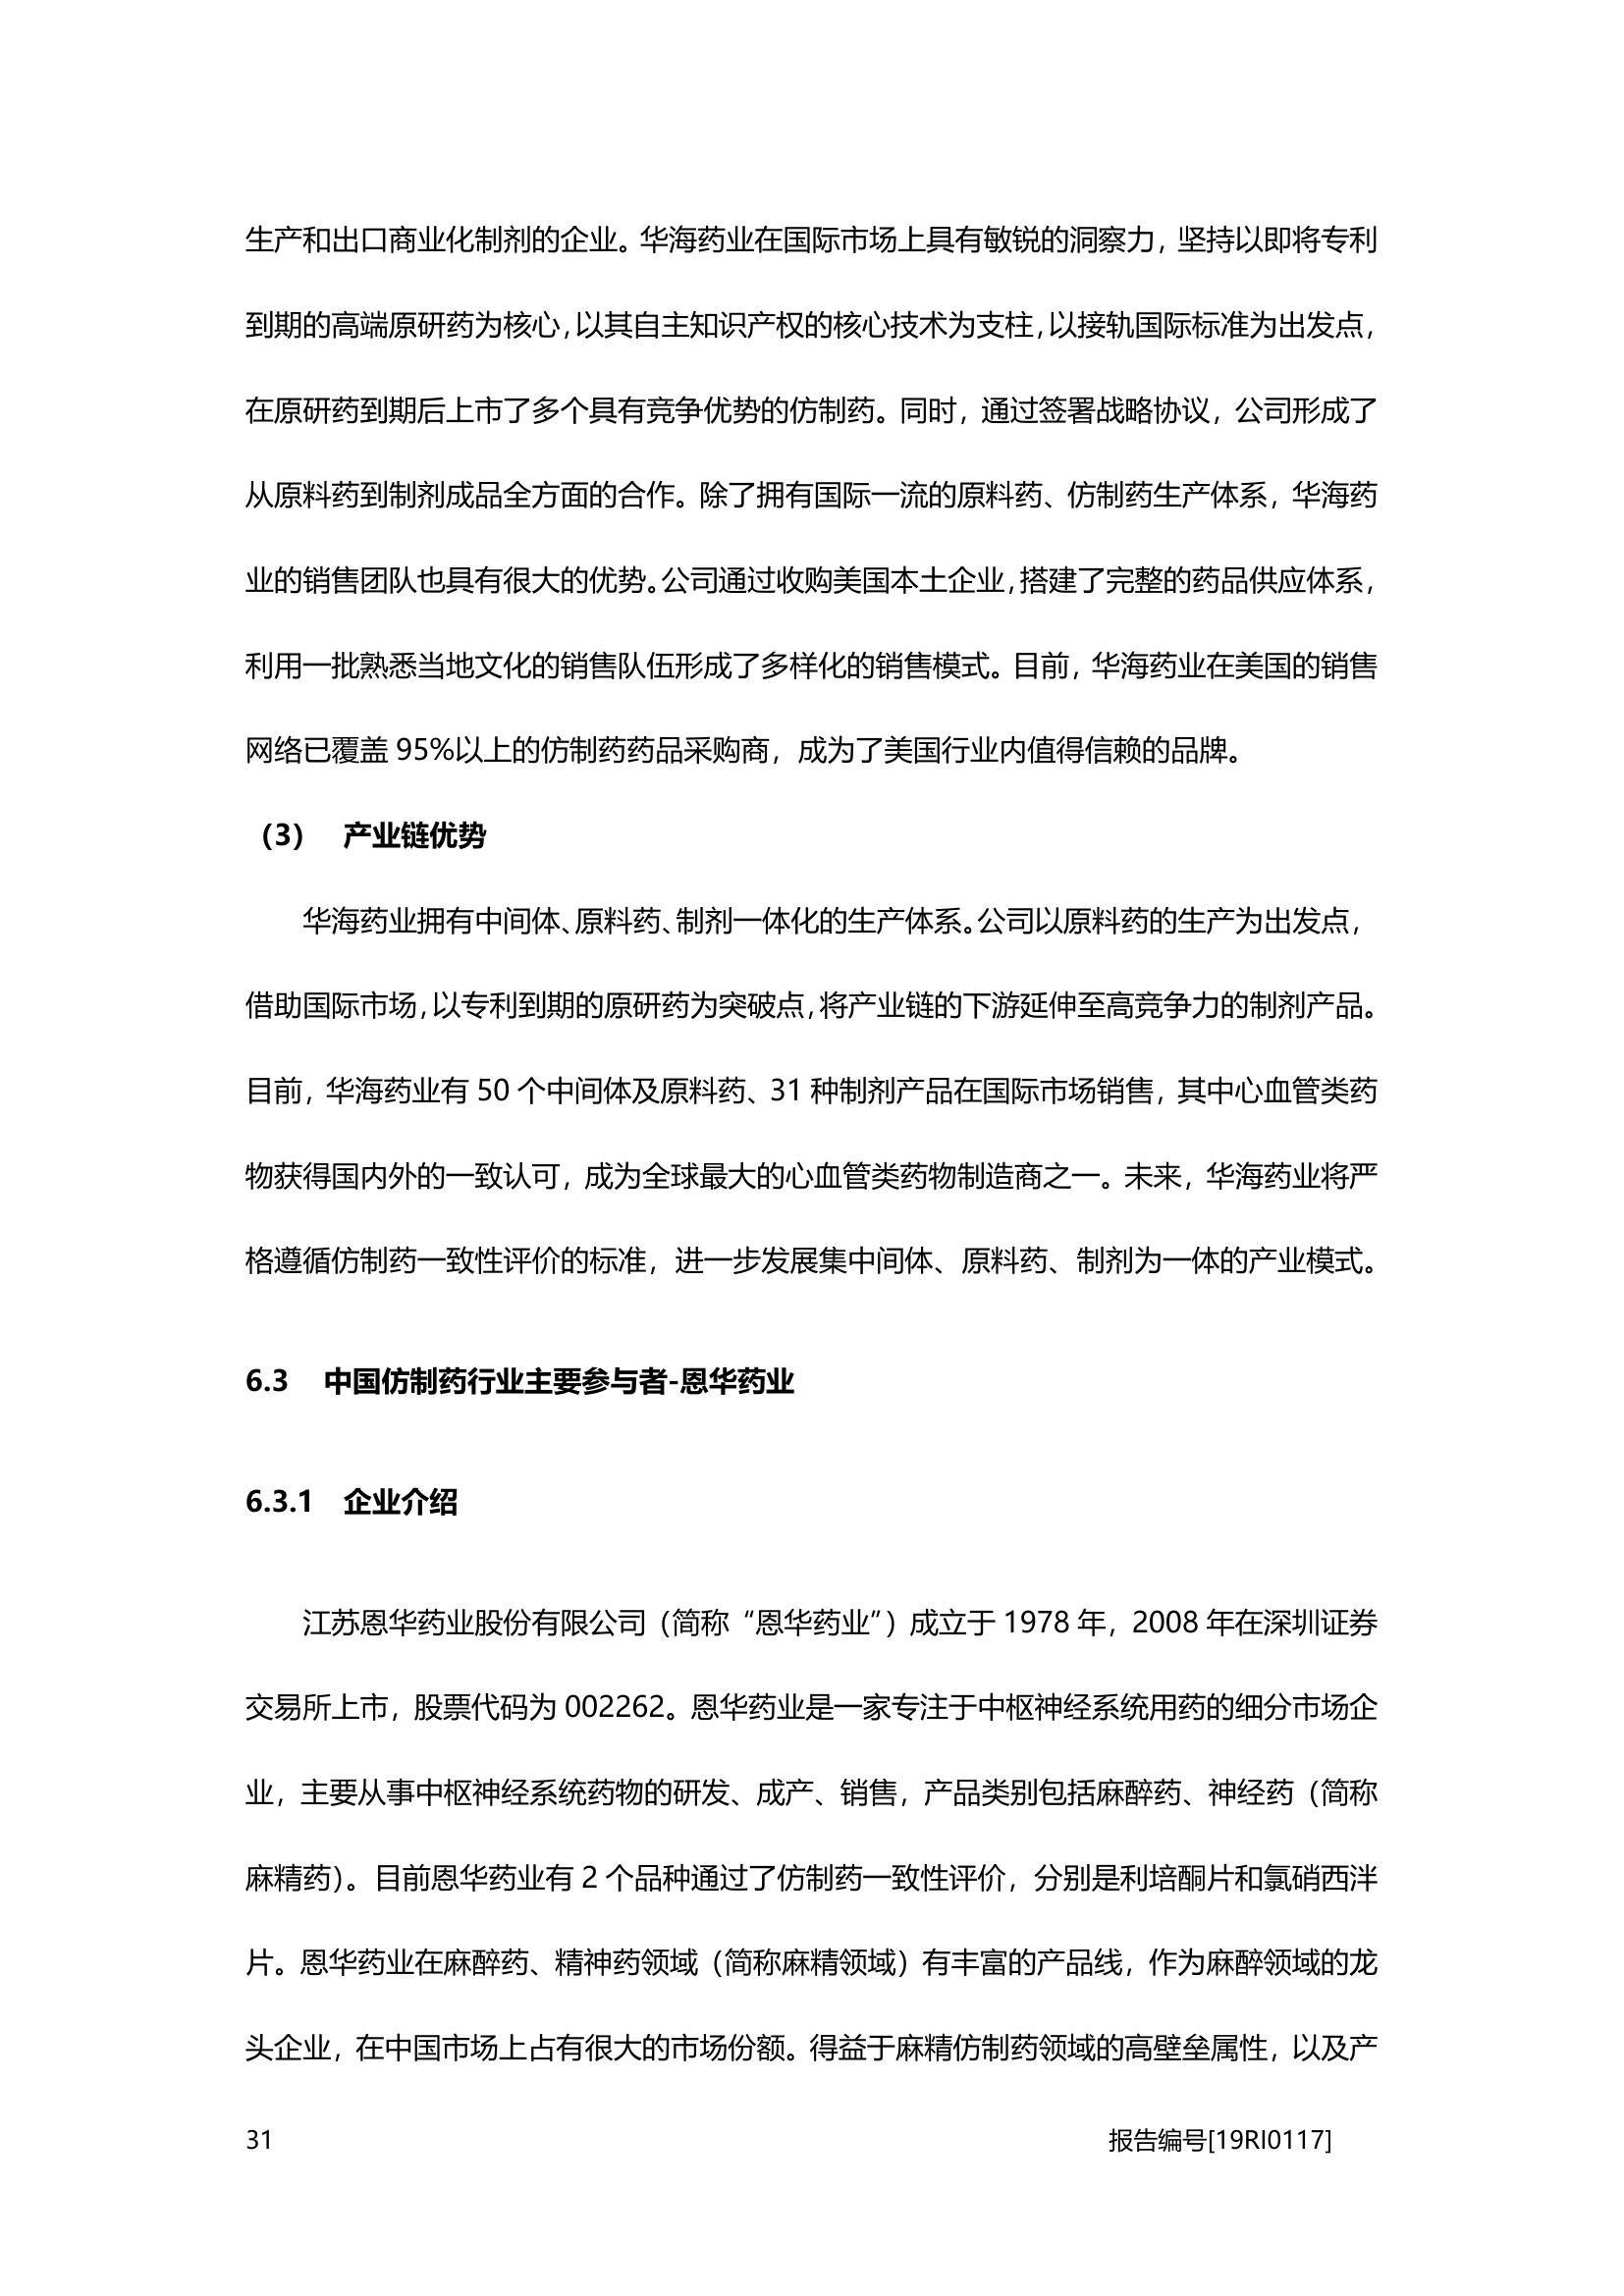 生产和出口商业化制剂的企业。华海药业在国际市场上具有敏锐的洞察力，坚持以即将专利
到期的高端原研药为核心，以其自主知识产权的核心技术为支柱，以接轨国际标准为出发点，
在原研药到期后上市了多个具有竞争优势的仿制药。同时，通过签署战略协议，公司形成了
从原料药到制剂成品全方面的合作。除了拥有国际一流的原料药、仿制药生产体系，华海药
业的销售团队也具有很大的优势。公司通过收购美国本土企业，搭建了完整的药品供应体系，
利用一批熟悉当地文化的销售队伍形成了多样化的销售模式。目前，华海药业在美国的销售
网络已覆盖 95%以上的仿制药药品采购商，成为了美国行业内值得信赖的品牌。
（3） 产业链优势
华海药业拥有中间体、原料药、制剂一体化的生产体系。公司以原料药的生产为出发点，
借助国际市场，以专利到期的原研药为突破点，将产业链的下游延伸至高竞争力的制剂产品。
目前，华海药业有 50 个中间体及原料药、31 种制剂产品在国际市场销售，其中心血管类药
物获得国内外的一致认可，成为全球最大的心血管类药物制造商之一。未来，华海药业将严
格遵循仿制药一致性评价的标准，进一步发展集中间体、原料药、制剂为一体的产业模式。
6.3 中国仿制药行业主要参与者-恩华药业
6.3.1 企业介绍
江苏恩华药业股份有限公司（简称“恩华药业”）成立于 1978 年，2008 年在深圳证券
交易所上市，股票代码为 002262。恩华药业是一家专注于中枢神经系统用药的细分市场企
业，主要从事中枢神经系统药物的研发、成产、销售，产品类别包括麻醉药、神经药（简称
麻精药）。目前恩华药业有 2 个品种通过了仿制药一致性评价，分别是利培酮片和氯硝西泮
片。恩华药业在麻醉药、精神药领域（简称麻精领域）有丰富的产品线，作为麻醉领域的龙
头企业，在中国市场上占有很大的市场份额。得益于麻精仿制药领域的高壁垒属性，以及产
31 报告编号[19RI0117]